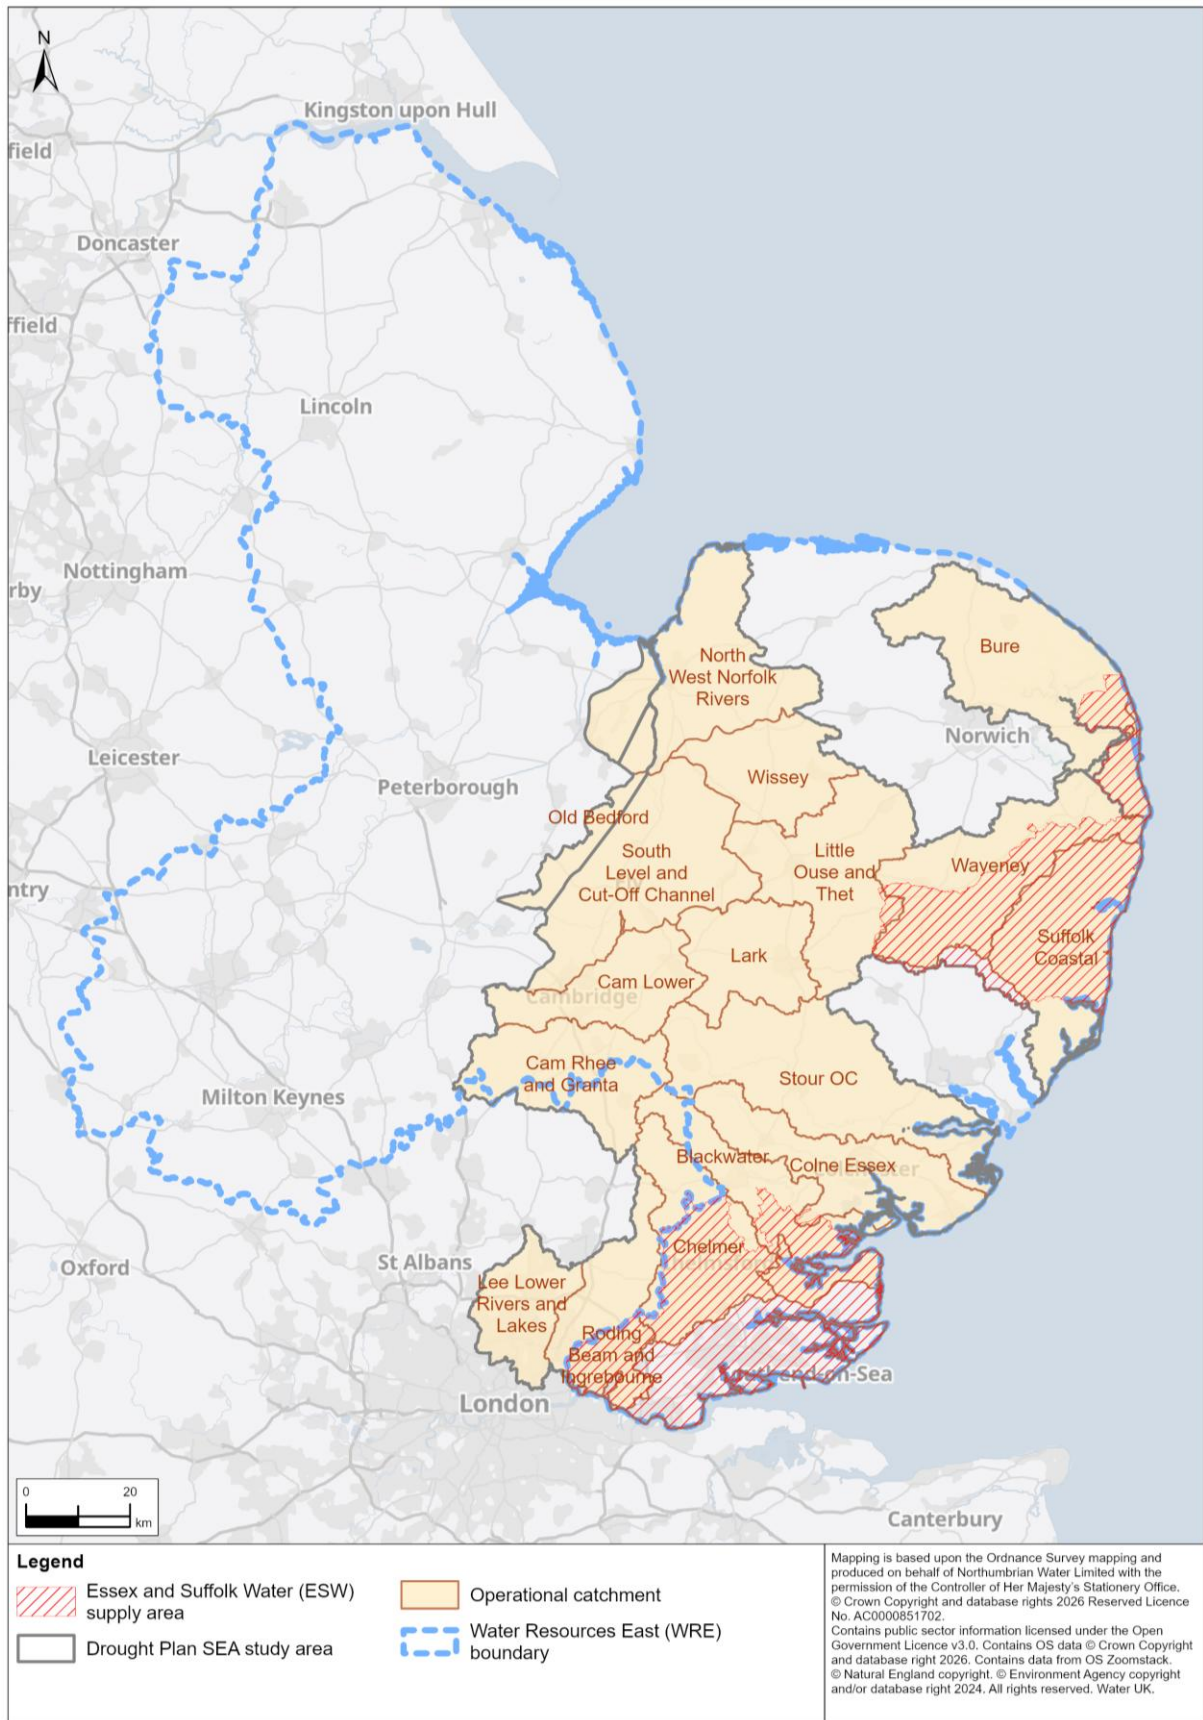 N
Kingston upon Hull
field
Doncaster
ffield
Lincoln
Nottingham
rby
Bure
North
West Norfolk
Rivers
Norwich
Leicester
Peterborough
Wissey
Old Bedford
South
Level and
Cut-Off Channel
Little
Ouse and
Thet
Waveney
ntry
Suffolk
Coastal
Lark
Cam Lower
Cambridge
Cam Rhee
and Granta
Stour OC
Milton Keynes
Blackwater
Colne Essex
Chelmer
Oxford
St Albans
Lee Lower
Rivers and
Lakes
Roding
Beam and
Ingrebourne
London
Canterbury
0 20
km
Legend
Essex and Suffolk Water (ESW)
supply area
Drought Plan SEA study area
Operational catchment
Water Resources East (WRE)
boundary
Mapping is based upon the Ordnance Survey mapping and
produced on behalf of Northumbrian Water Limited with the
permission of the Controller of Her Majesty's Stationery Office.
© Crown Copyright and database rights 2026 Reserved Licence
No. AC0000851702.
Contains public sector information licensed under the Open
Government Licence v3.0. Contains OS data © Crown Copyright
and database right 2026. Contains data from OS Zoomstack.
© Natural England copyright. © Environment Agency copyright
and/or database right 2024. All rights reserved. Water UK.